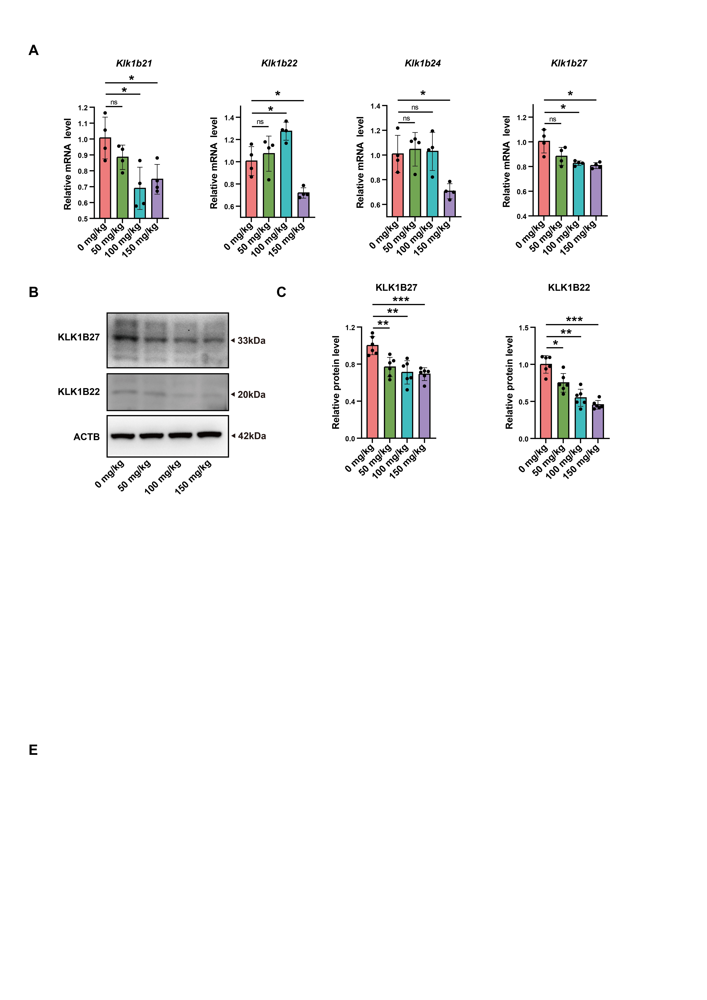 A
Klk1b21
*
*
ns
Relative mRNA level
1.2
1.1
1.0
0.9
0.8
0.7
0.6
0.5
0 mg/kg
50 mg/kg
100 mg/kg
150 mg/kg
Klk1b22
*
*
ns
Relative mRNA level
1.4
1.2
1.0
0.8
0.6
0 mg/kg
50 mg/kg
100 mg/kg
150 mg/kg
Klk1b24
*
ns
ns
Relative mRNA level
1.4
1.2
1.0
0.8
0.6
0 mg/kg
50 mg/kg
100 mg/kg
150 mg/kg
Klk1b27
*
*
ns
Relative mRNA level
1.2
1.0
0.8
0.6
0.4
0 mg/kg
50 mg/kg
100 mg/kg
150 mg/kg
B
KLK1B27
33kDa
KLK1B22
20kDa
ACTB
42kDa
0 mg/kg
50 mg/kg
100 mg/kg
150 mg/kg
C
KLK1B27
***
**
**
Relative protein level
1.2
0.8
0.4
0.0
0 mg/kg
50 mg/kg
100 mg/kg
150 mg/kg
KLK1B22
***
**
*
Relative protein level
1.5
1.0
0.5
0.0
0 mg/kg
50 mg/kg
100 mg/kg
150 mg/kg
E